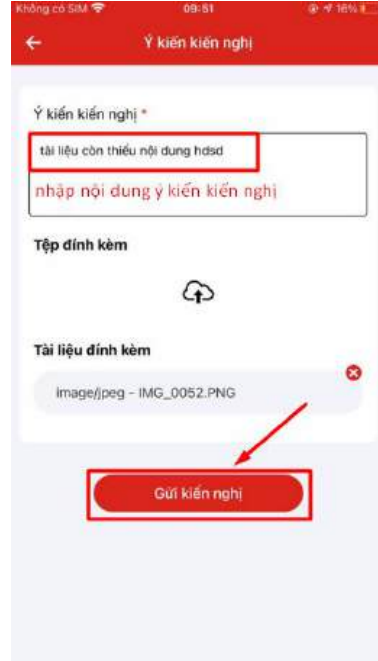 Không có SIM 09:51 16%
Ý kiến kiến nghị
Ý kiến kiến nghị *
tài liệu còn thiếu nội dung hdsd
nhập nội dung ý kiến kiến nghị
Tệp đính kèm
Tài liệu đính kèm
image/jpeg - IMG_0052.PNG
Gửi kiến nghị